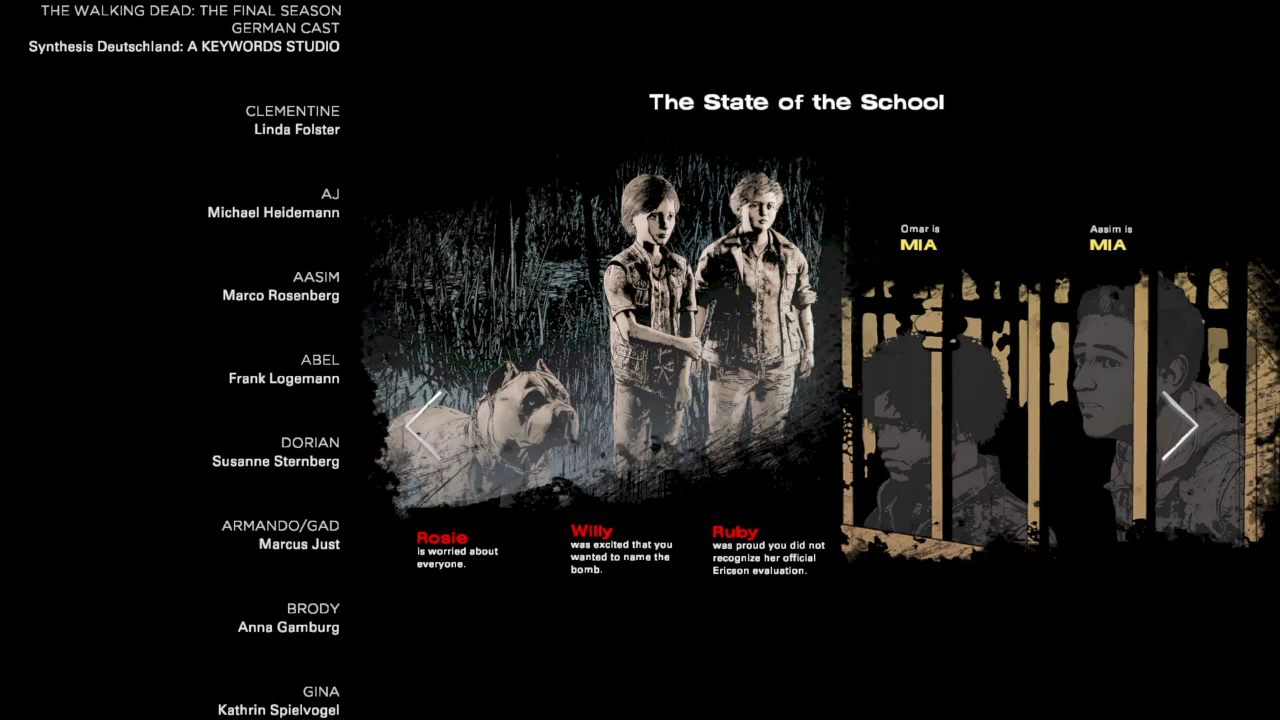 THE WALKING DEAD: THE FINAL SEASON
GERMAN CAST
Synthesis Deutschland: A KEYWORDS STUDIO
CLEMENTINE
Linda Folster
AJ
Michael Heidemann
AASIM
Marco Rosenberg
ABEL
Frank Logemann
DORIAN
Susanne Sternberg
ARMANDO/GAD
Marcus Just
BRODY
Anna Gamburg
GINA
Kathrin Spielvogel
The State of the School
Omar is
MIA
Aasim is
MIA
Rosie
is worried about
everyone.
Willy
was excited that you
wanted to name the
bomb.
Ruby
was proud you did not
recognize her official
Ericson evaluation.